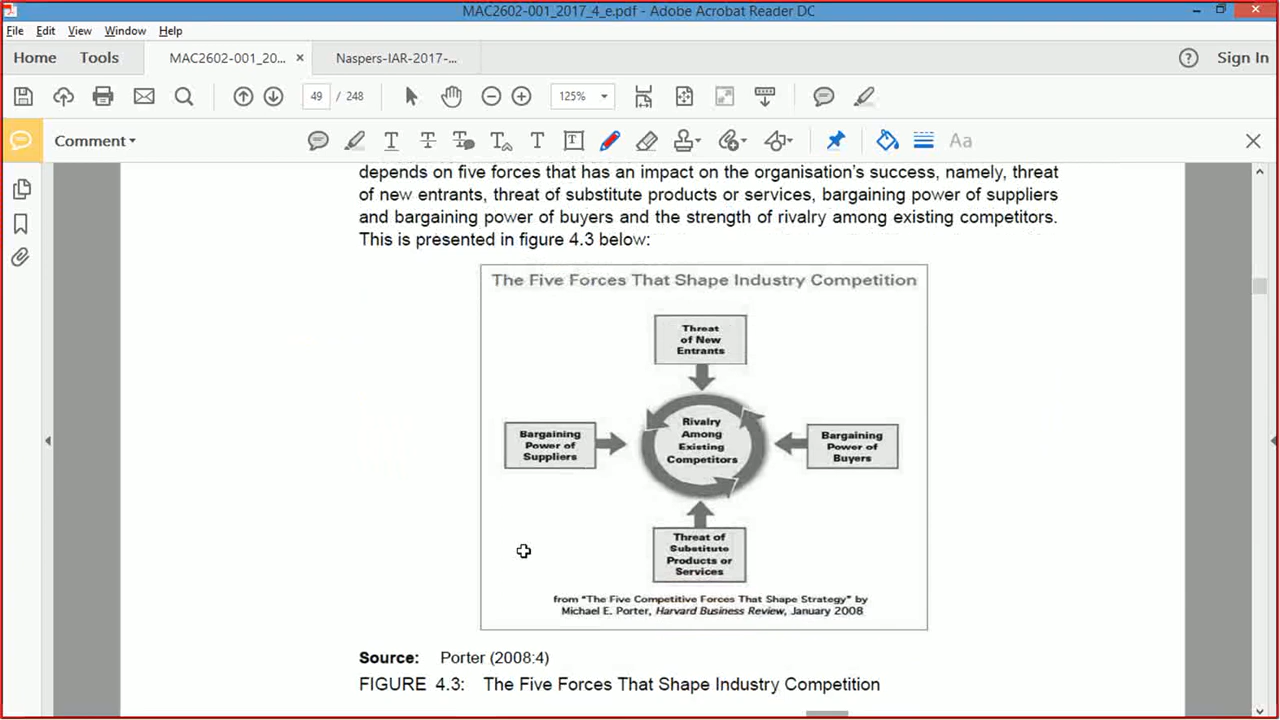 MAC2602-001_2017_4_e.pdf - Adobe Acrobat Reader DC
File Edit View Window Help
Home Tools MAC2602-001_20... × Naspers-IAR-2017-... Sign In
49 / 248 125%
Comment
depends on five forces that has an impact on the organisation's success, namely, threat
of new entrants, threat of substitute products or services, bargaining power of suppliers
and bargaining power of buyers and the strength of rivalry among existing competitors.
This is presented in figure 4.3 below:
The Five Forces That Shape Industry Competition
Threat
of New
Entrants
Bargaining
Power of
Suppliers
Rivalry
Among
Existing
Competitors
Bargaining
Power of
Buyers
Threat of
Substitute
Products or
Services
from "The Five Competitive Forces That Shape Strategy" by
Michael E. Porter, Harvard Business Review, January 2008
Source: Porter (2008:4)
FIGURE 4.3: The Five Forces That Shape Industry Competition